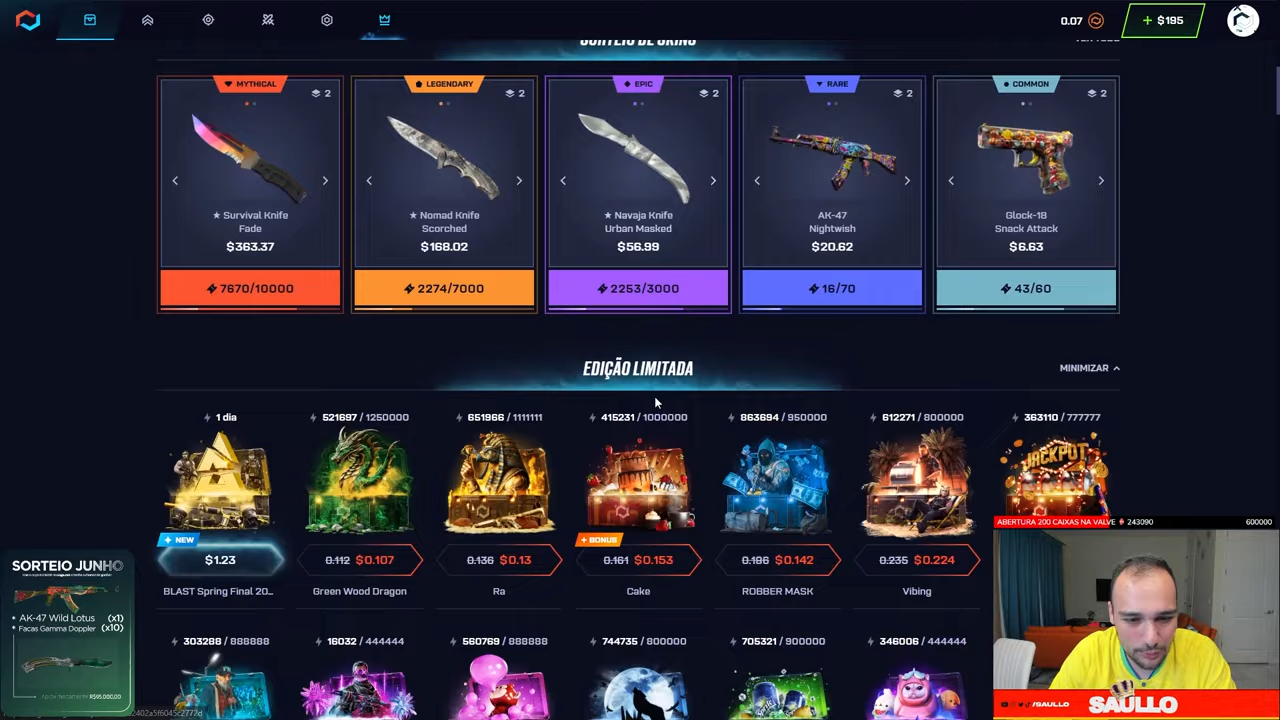 0.07
+ $195
SORTEIO DE SKINS
MYTHICAL
2
★ Survival Knife
Fade
$363.37
7670/10000
LEGENDARY
2
★ Nomad Knife
Scorched
$168.02
2274/7000
EPIC
2
★ Navaja Knife
Urban Masked
$56.99
2253/3000
RARE
2
AK-47
Nightwish
$20.62
16/70
COMMON
2
Glock-18
Snack Attack
$6.63
43/60
EDIÇÃO LIMITADA
MINIMIZAR
1 dia
NEW
$1.23
BLAST Spring Final 20...
521697 / 1250000
0.112 $0.107
Green Wood Dragon
651966 / 1111111
0.136 $0.13
Ra
415231 / 1000000
+ BONUS
0.161 $0.153
Cake
863694 / 950000
$0.142
ROBBER MASK
612271 / 800000
0.235 $0.224
Vibing
363110 / 777777
JACKPOT
303288 / 888888
16032 / 444444
580769 / 888888
744735 / 800000
705321 / 900000
346006 / 444444
SORTEIO JUNHO
• AK-47 Wild Lotus (x1)
• Facas Gamma Doppler (x10)
ABERTURA 200 CAIXAS NA VALVE 243090 600000
/SAULLO
SAULLO